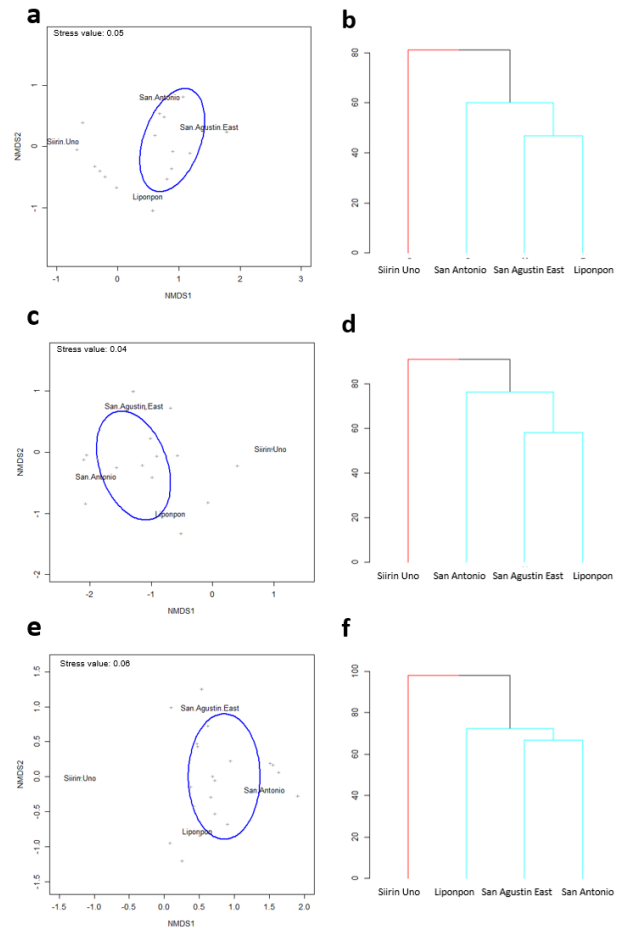 a
Stress value: 0.05
San.Antonio
San.Agustin.East
Siirin.Uno
Liponpon
NMDS2
1
0
-1
-1 0 1 2 3
NMDS1
b
80
60
40
20
0
Siirin Uno San Antonio San Agustin East Liponpon
c
Stress value: 0.04
San.Agustin.East
Siirin.Uno
San.Antonio
Liponpon
NMDS2
1
0
-1
-2
-2 -1 0 1
NMDS1
d
80
60
40
20
0
Siirin Uno San Antonio San Agustin East Liponpon
e
Stress value: 0.06
San.Agustin.East
Siirin.Uno
San.Antonio
Liponpon
NMDS2
1.5
1.0
0.5
0.0
-0.5
-1.0
-1.5
-1.5 -1.0 -0.5 0.0 0.5 1.0 1.5 2.0
NMDS1
f
100
80
60
40
20
0
Siirin Uno Liponpon San Agustin East San Antonio